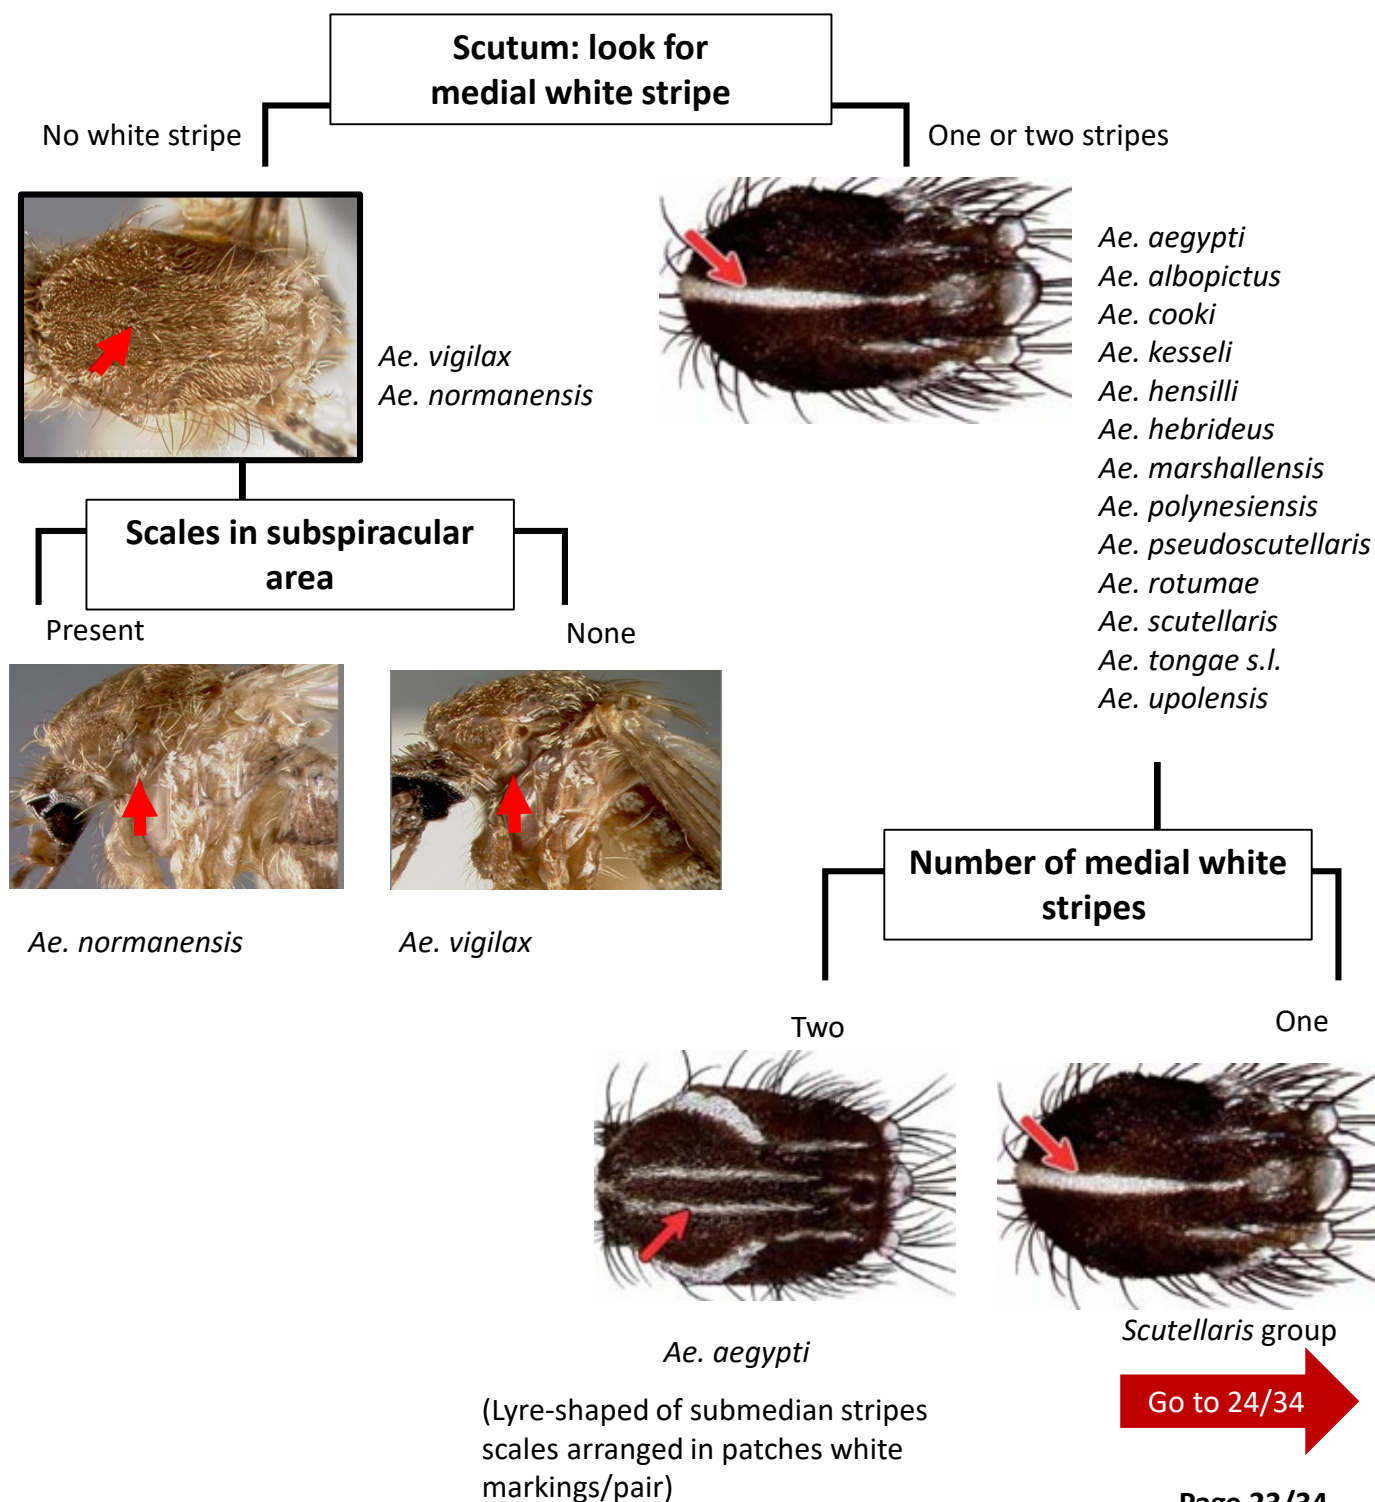 Scutum: look for
medial white stripe
No white stripe
One or two stripes
Ae. vigilax
Ae. normanensis
Ae. aegypti
Ae. albopictus
Ae. cooki
Ae. kesseli
Ae. hensilli
Ae. hebrideus
Ae. marshallensis
Ae. polynesiensis
Ae. pseudoscutellaris
Ae. rotumae
Ae. scutellaris
Ae. tongae s.l.
Ae. upolensis
Scales in subspiracular
area
Present
None
Ae. normanensis
Ae. vigilax
Number of medial white
stripes
Two
One
Ae. aegypti
(Lyre-shaped of submedian stripes
scales arranged in patches white
markings/pair)
Scutellaris group
Go to 24/34
Page 23/34